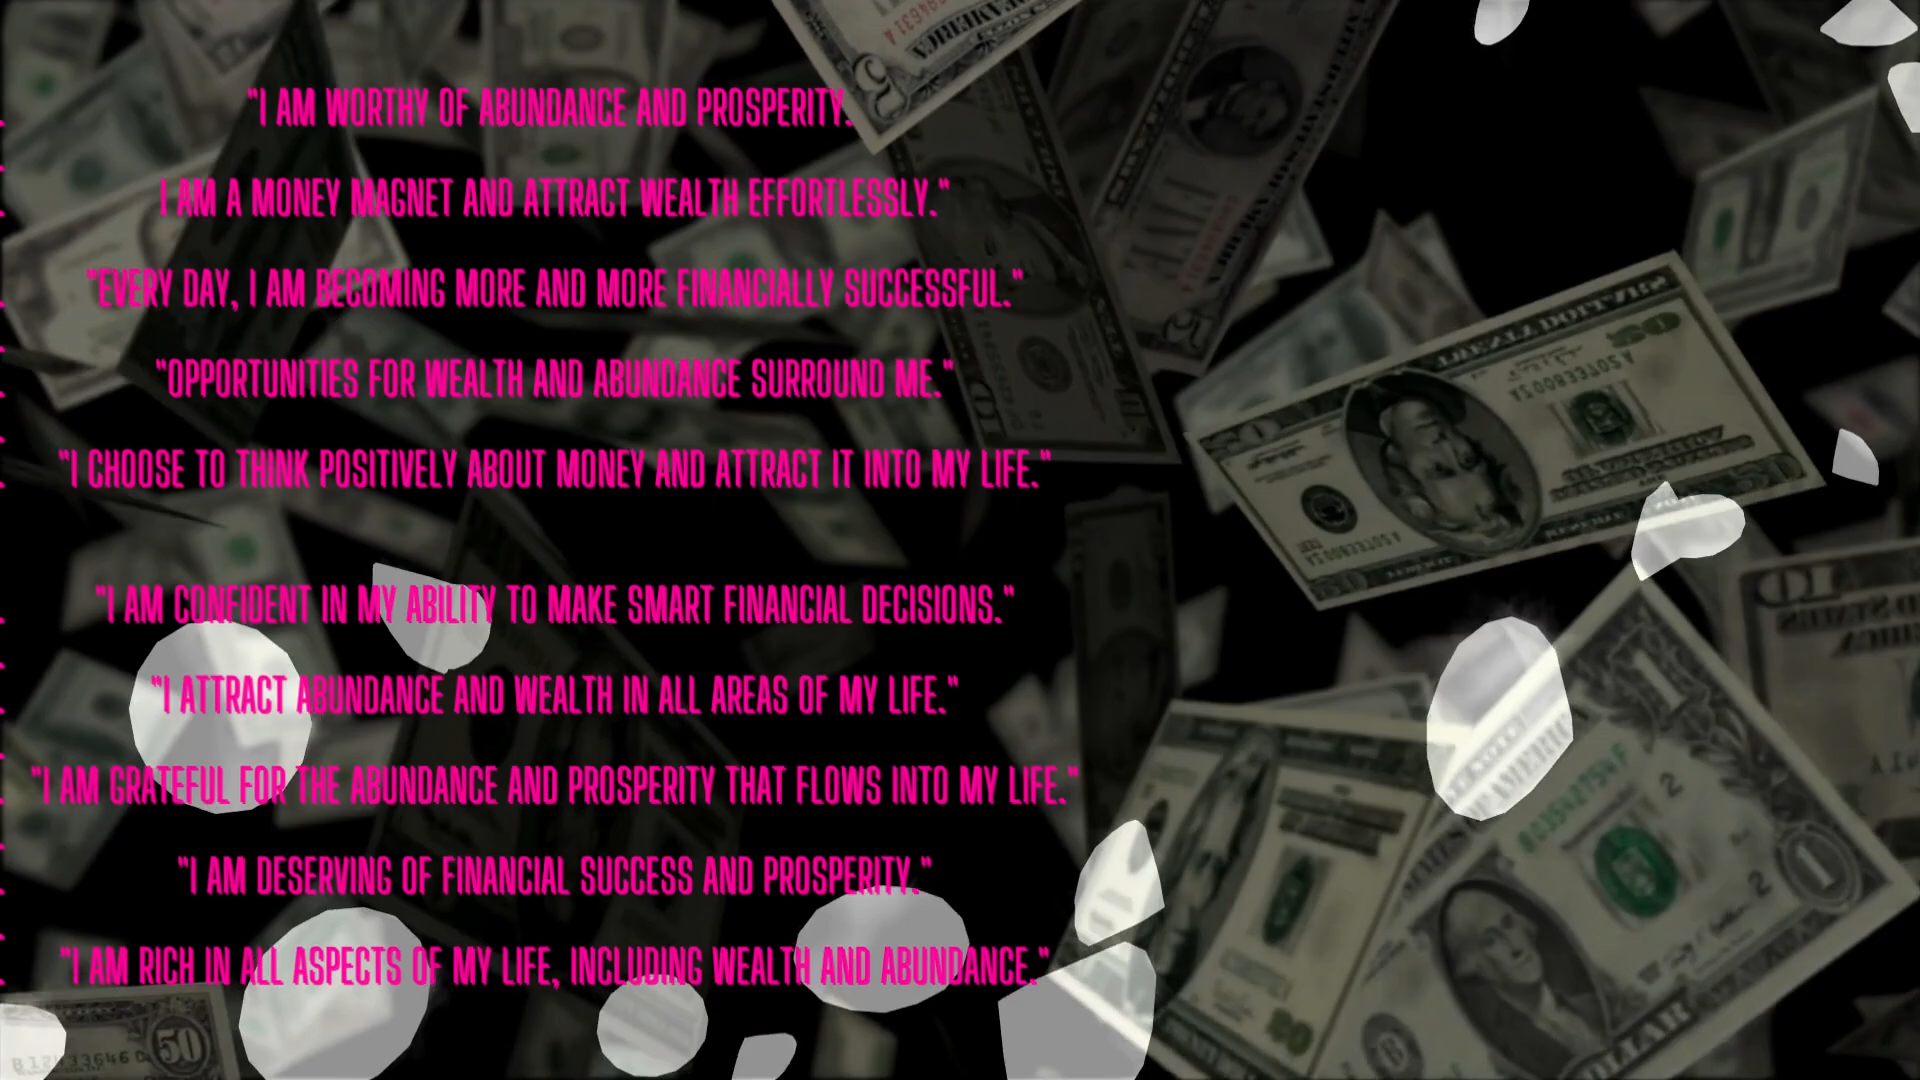 "I AM WORTHY OF ABUNDANCE AND PROSPERITY.
I AM A MONEY MAGNET AND ATTRACT WEALTH EFFORTLESSLY."
"EVERY DAY, I AM BECOMING MORE AND MORE FINANCIALLY SUCCESSFUL."
"OPPORTUNITIES FOR WEALTH AND ABUNDANCE SURROUND ME."
"I CHOOSE TO THINK POSITIVELY ABOUT MONEY AND ATTRACT IT INTO MY LIFE."
"I AM CONFIDENT IN MY ABILITY TO MAKE SMART FINANCIAL DECISIONS."
"I ATTRACT ABUNDANCE AND WEALTH IN ALL AREAS OF MY LIFE."
"I AM GRATEFUL FOR THE ABUNDANCE AND PROSPERITY THAT FLOWS INTO MY LIFE."
"I AM DESERVING OF FINANCIAL SUCCESS AND PROSPERITY."
"I AM RICH IN ALL ASPECTS OF MY LIFE, INCLUDING WEALTH AND ABUNDANCE."